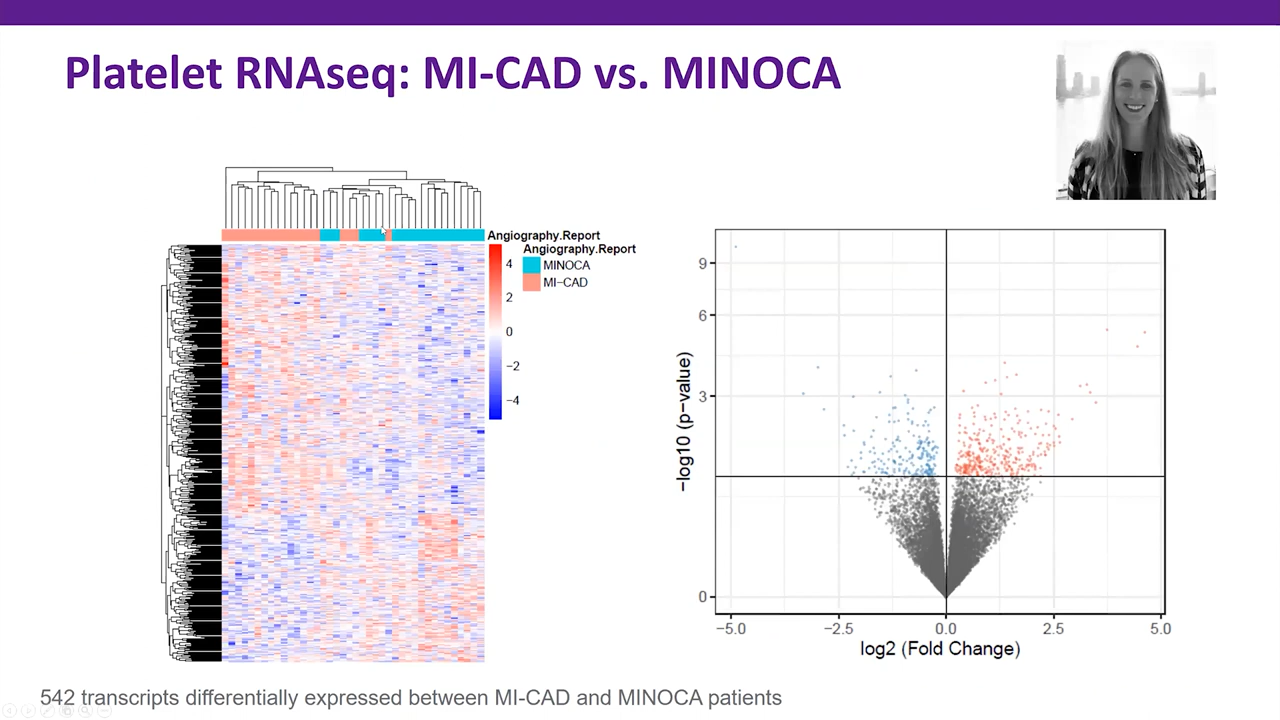 Platelet RNAseq: MI-CAD vs. MINOCA
Angiography.Report
Angiography.Report
MINOCA
MI-CAD
4
2
0
−2
−4
−log10 (p−value)
9
6
3
0
−5.0
−2.5
0.0
2.5
5.0
log2 (Fold Change)
542 transcripts differentially expressed between MI-CAD and MINOCA patients